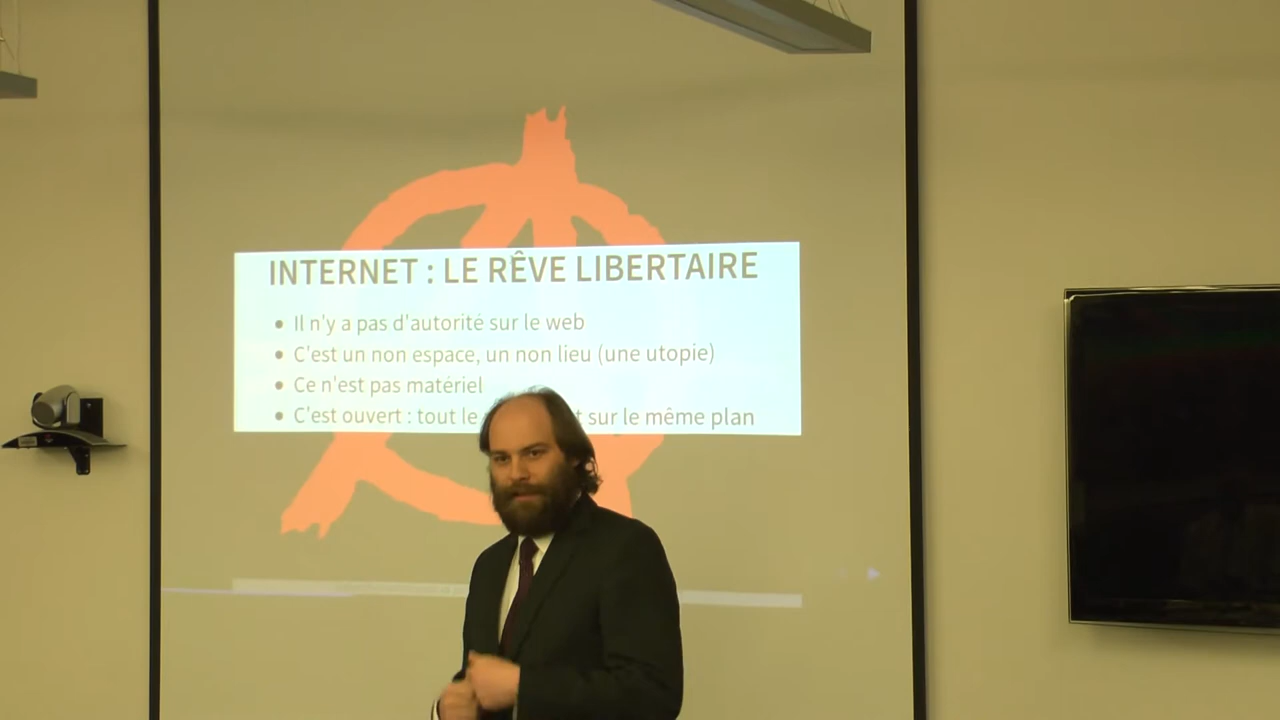 INTERNET : LE RÊVE LIBERTAIRE
• Il n'y a pas d'autorité sur le web
• C'est un non espace, un non lieu (une utopie)
• Ce n'est pas matériel
• C'est ouvert : tout le sur le même plan